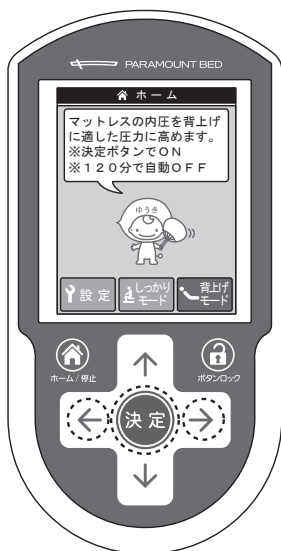 PARAMOUNT BED
ホーム
マットレスの内圧を背上げ
に適した圧力に高めます。
※決定ボタンでON
※120分で自動OFF
ゆうき
設定
しっかり
モード
背上げ
モード
ホーム/停止
ボタンロック
決定